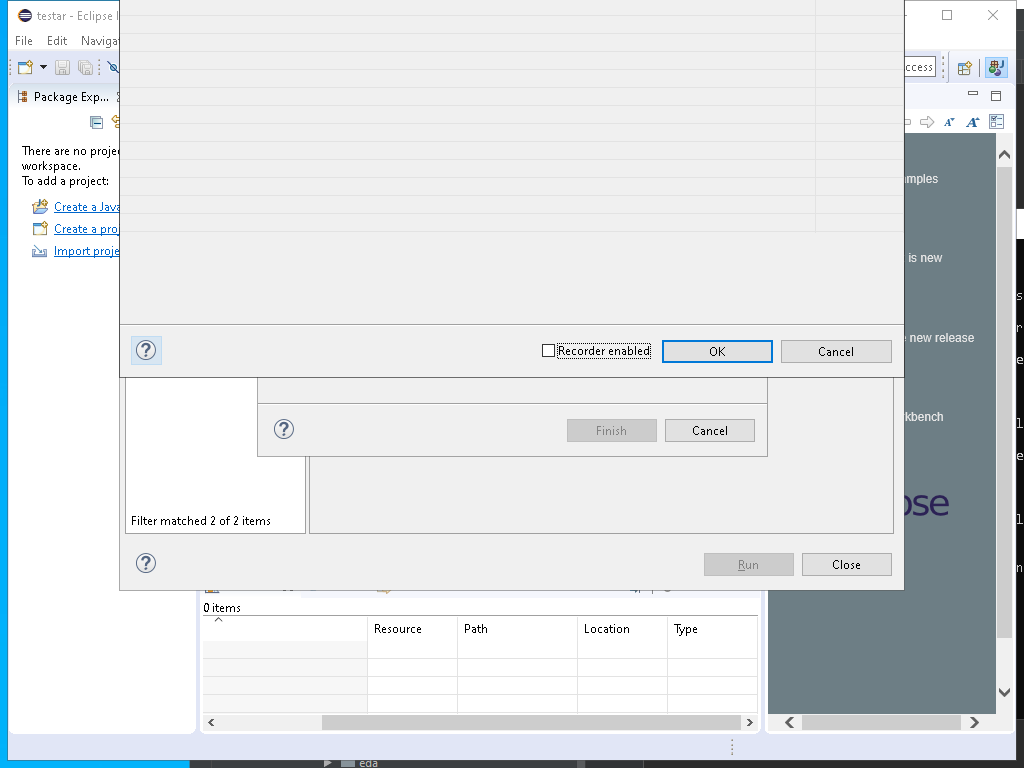 testar - Eclipse I
File Edit Naviga
ccess
Package Exp...
There are no proje
workspace.
To add a project:
Create a Java
Create a pro
Import proje
mples
is new
new release
kbench
ose
Recorder enabled
OK
Cancel
Finish
Cancel
Filter matched 2 of 2 items
Run
Close
0 items
Resource Path Location Type
eda